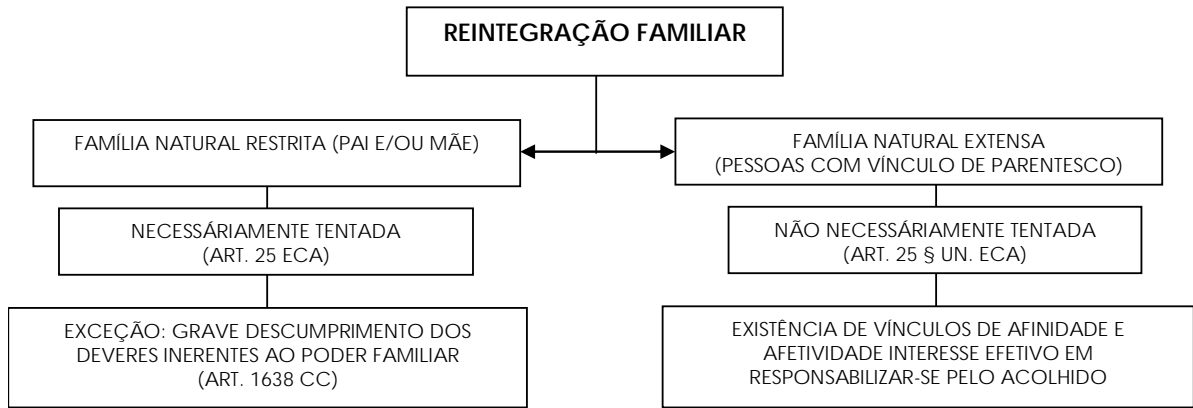 REINTEGRAÇÃO FAMILIAR
FAMÍLIA NATURAL RESTRITA (PAI E/OU MÃE)
NECESSÁRIAMENTE TENTADA
(ART. 25 ECA)
EXCEÇÃO: GRAVE DESCUMPRIMENTO DOS
DEVERES INERENTES AO PODER FAMILIAR
(ART. 1638 CC)
FAMÍLIA NATURAL EXTENSA
(PESSOAS COM VÍNCULO DE PARENTESCO)
NÃO NECESSÁRIAMENTE TENTADA
(ART. 25 § UN. ECA)
EXISTÊNCIA DE VÍNCULOS DE AFINIDADE E
AFETIVIDADE INTERESSE EFETIVO EM
RESPONSABILIZAR-SE PELO ACOLHIDO